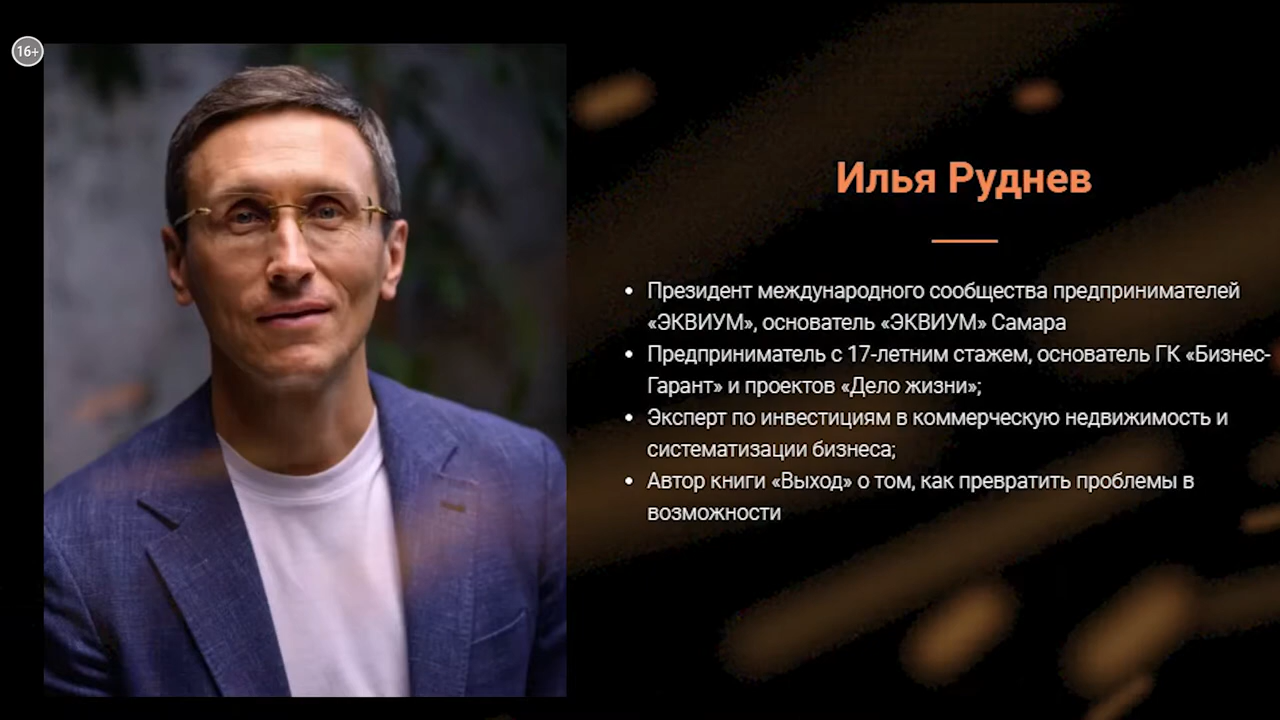 16+
Илья Руднев
• Президент международного сообщества предпринимателей
«ЭКВИУМ», основатель «ЭКВИУМ» Самара
• Предприниматель с 17-летним стажем, основатель ГК «Бизнес-
Гарант» и проектов «Дело жизни»;
• Эксперт по инвестициям в коммерческую недвижимость и
систематизации бизнеса;
• Автор книги «Выход» о том, как превратить проблемы в
возможности